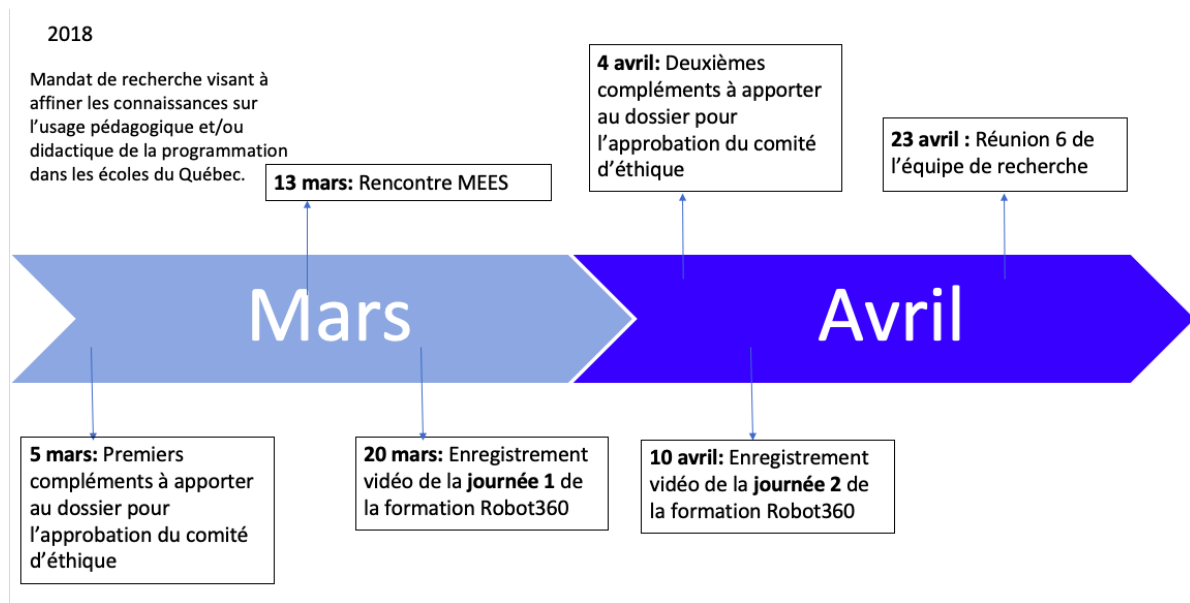 2018
Mandat de recherche visant à
affiner les connaissances sur
l’usage pédagogique et/ou
didactique de la programmation
dans les écoles du Québec.
13 mars: Rencontre MEES
4 avril: Deuxièmes
compléments à apporter
au dossier pour
l’approbation du comité
d’éthique
23 avril : Réunion 6 de
l’équipe de recherche
Mars
Avril
5 mars: Premiers
compléments à apporter
au dossier pour
l’approbation du comité
d’éthique
20 mars: Enregistrement
vidéo de la journée 1 de
la formation Robot360
10 avril: Enregistrement
vidéo de la journée 2 de
la formation Robot360